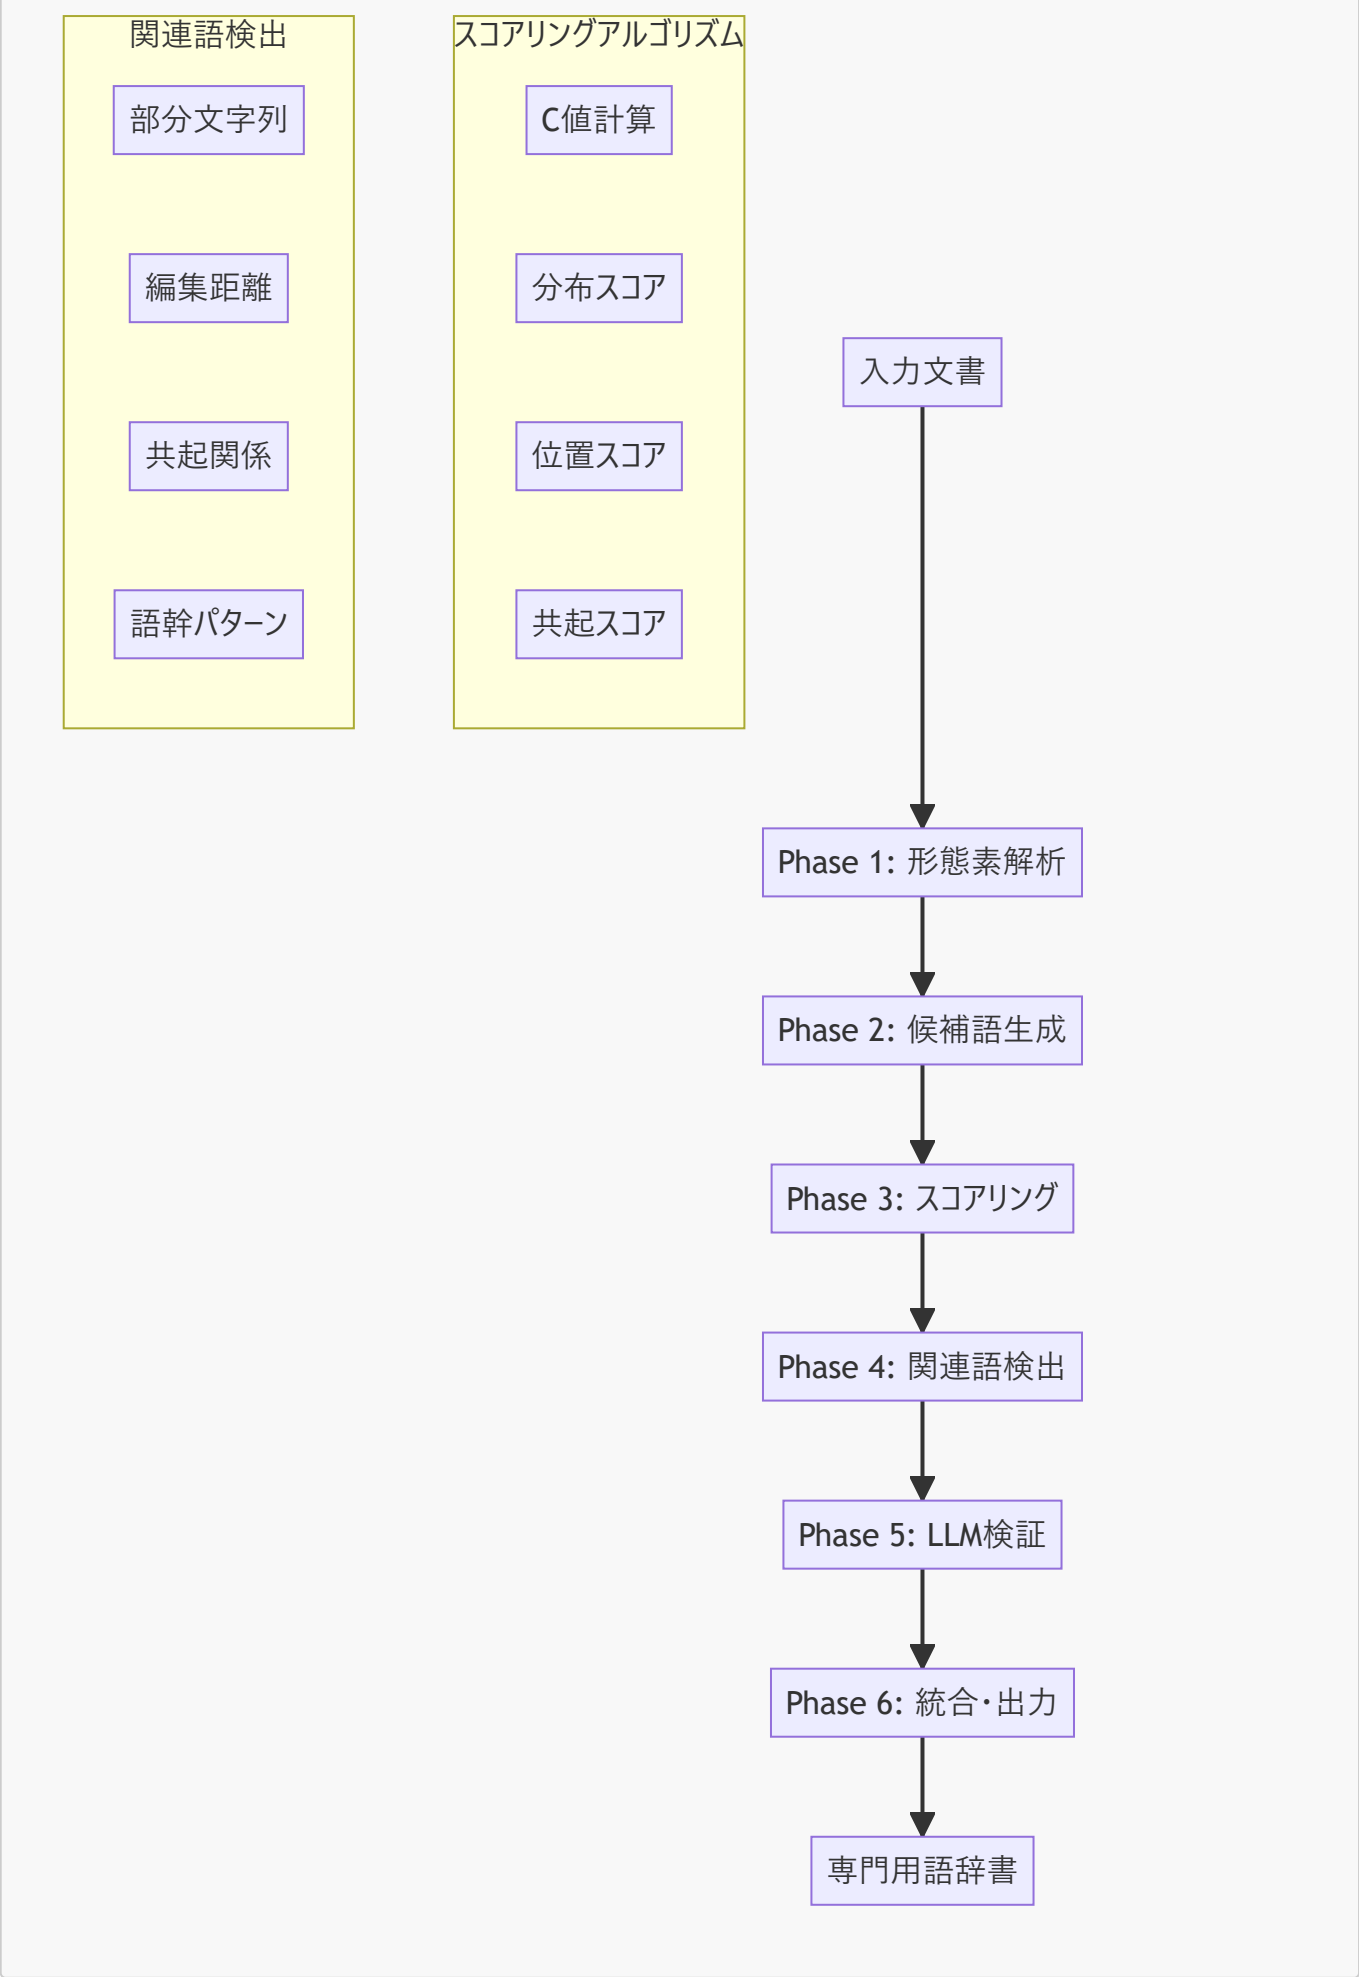 関連語検出
部分文字列
編集距離
共起関係
語幹パターン
スコアリングアルゴリズム
C値計算
分布スコア
位置スコア
共起スコア
入力文書
Phase 1: 形態素解析
Phase 2: 候補語生成
Phase 3: スコアリング
Phase 4: 関連語検出
Phase 5: LLM検証
Phase 6: 統合・出力
専門用語辞書